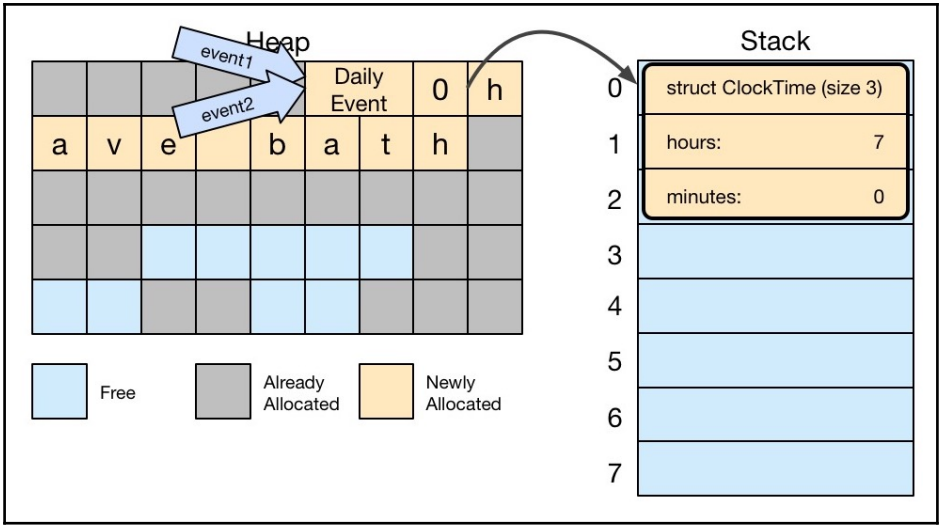 Heap
event1
event2
Daily
Event
0 h
a v e b a t h
Free
Already
Allocated
Newly
Allocated
Stack
0 struct ClockTime (size 3)
1 hours: 7
2 minutes: 0
3
4
5
6
7